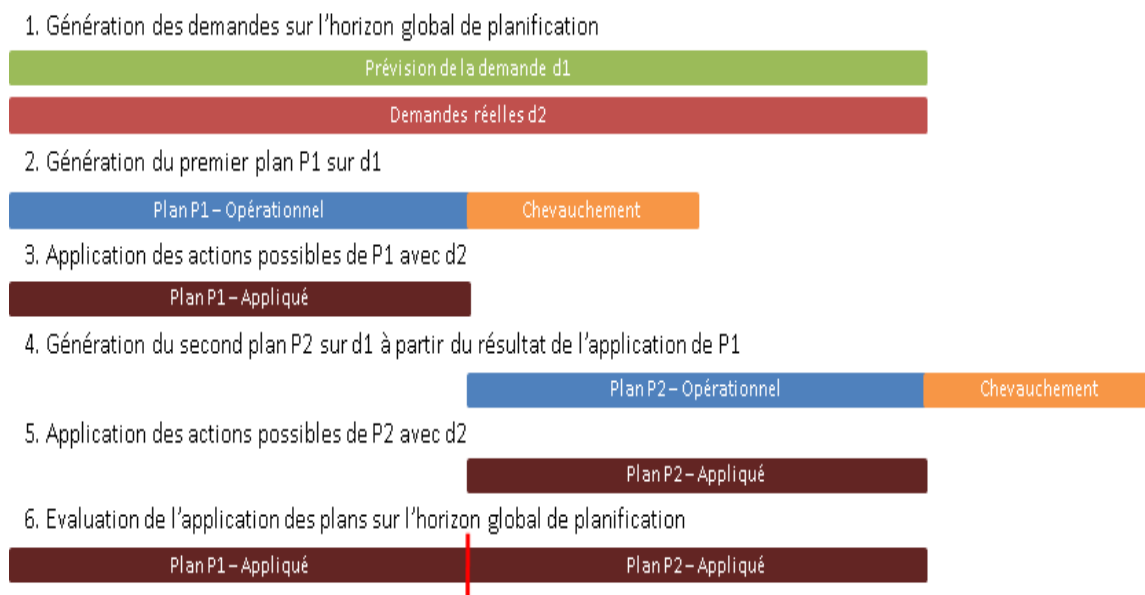 1. Génération des demandes sur l'horizon global de planification
Prévision de la demande d1
Demandes réelles d2
2. Génération du premier plan P1 sur d1
Plan P1 – Opérationnel
Chevauchement
3. Application des actions possibles de P1 avec d2
Plan P1 – Appliqué
4. Génération du second plan P2 sur d1 à partir du résultat de l'application de P1
Plan P2 – Opérationnel
Chevauchement
5. Application des actions possibles de P2 avec d2
Plan P2 – Appliqué
6. Evaluation de l'application des plans sur l'horizon global de planification
Plan P1 – Appliqué
Plan P2 – Appliqué